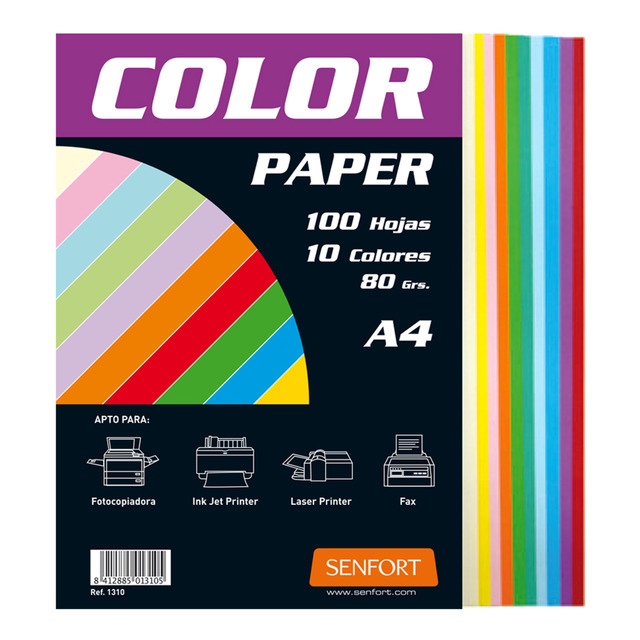 COLOR
PAPER
100 Hojas
10 Colores
80 Grs.
A4
APTO PARA:
Fotocopiadora
Ink Jet Printer
Laser Printer
Fax
8 412885 013105
Ref. 1310
SENFORT
www.senfort.com